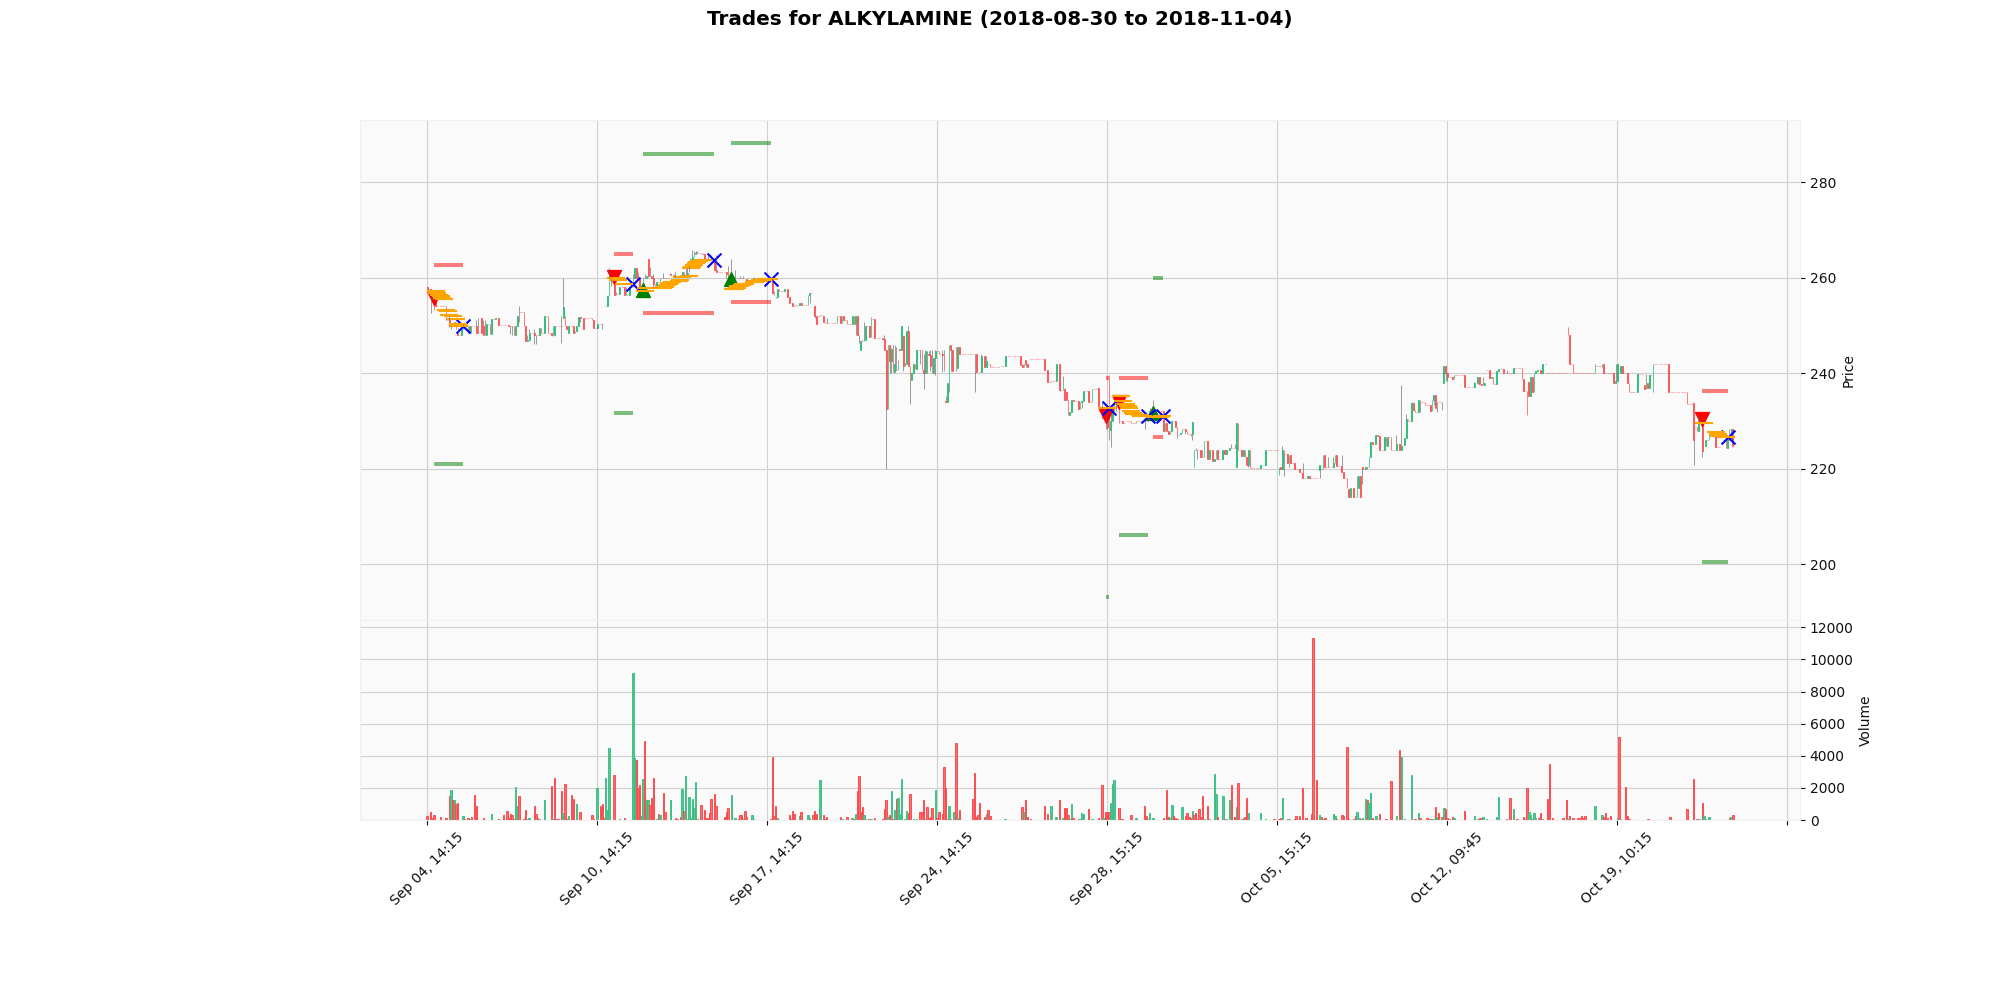 Trades for ALKYLAMINE (2018-08-30 to 2018-11-04)
280
260
240
220
200
Price
12000
10000
8000
6000
4000
2000
0
Volume
Sep 04, 14:15
Sep 10, 14:15
Sep 17, 14:15
Sep 24, 14:15
Sep 28, 15:15
Oct 05, 15:15
Oct 12, 09:45
Oct 19, 10:15